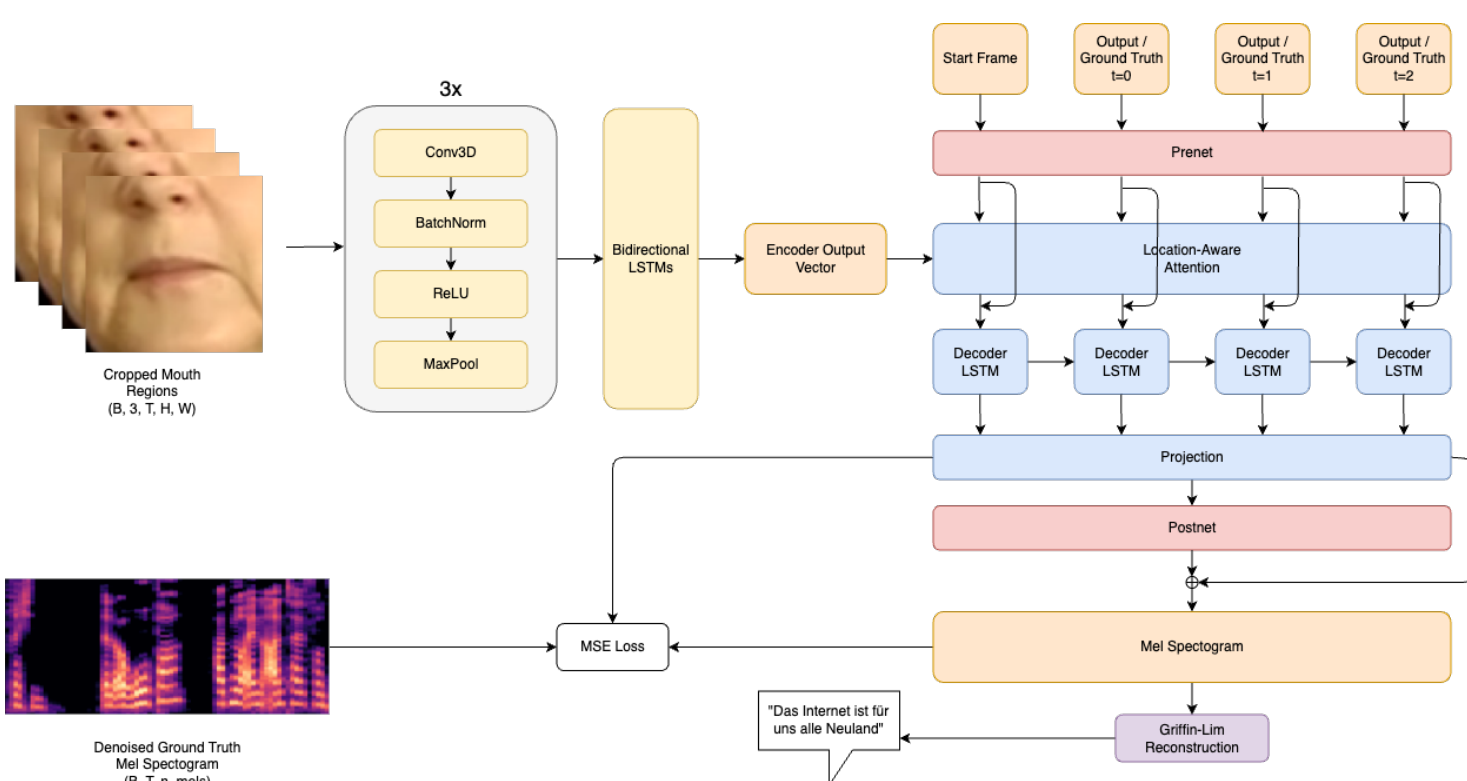 Start Frame
Output /
Ground Truth
t=0
Output /
Ground Truth
t=1
Output /
Ground Truth
t=2
3x
Conv3D
BatchNorm
ReLU
MaxPool
Bidirectional
LSTMs
Encoder Output
Vector
Prenet
Location-Aware
Attention
Decoder
LSTM
Decoder
LSTM
Decoder
LSTM
Decoder
LSTM
Cropped Mouth
Regions
(B, 3, T, H, W)
Projection
Postnet
MSE Loss
Mel Spectogram
"Das Internet ist für
uns alle Neuland"
Griffin-Lim
Reconstruction
Denoised Ground Truth
Mel Spectogram
(B, T, n_mels)